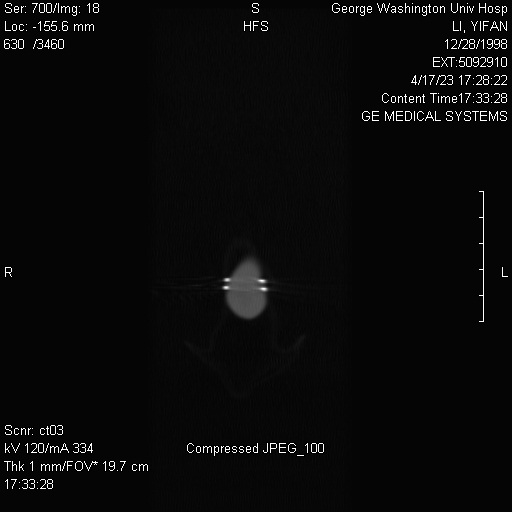 Ser: 700/Img: 18
Loc: -155.6 mm
630 /3460
S
HFS
George Washington Univ Hosp
LI, YIFAN
12/28/1998
EXT:5092910
4/17/23 17:28:22
Content Time17:33:28
GE MEDICAL SYSTEMS
R
L
Scnr: ct03
kV 120/mA 334
Thk 1 mm/FOV* 19.7 cm
17:33:28
Compressed JPEG_100